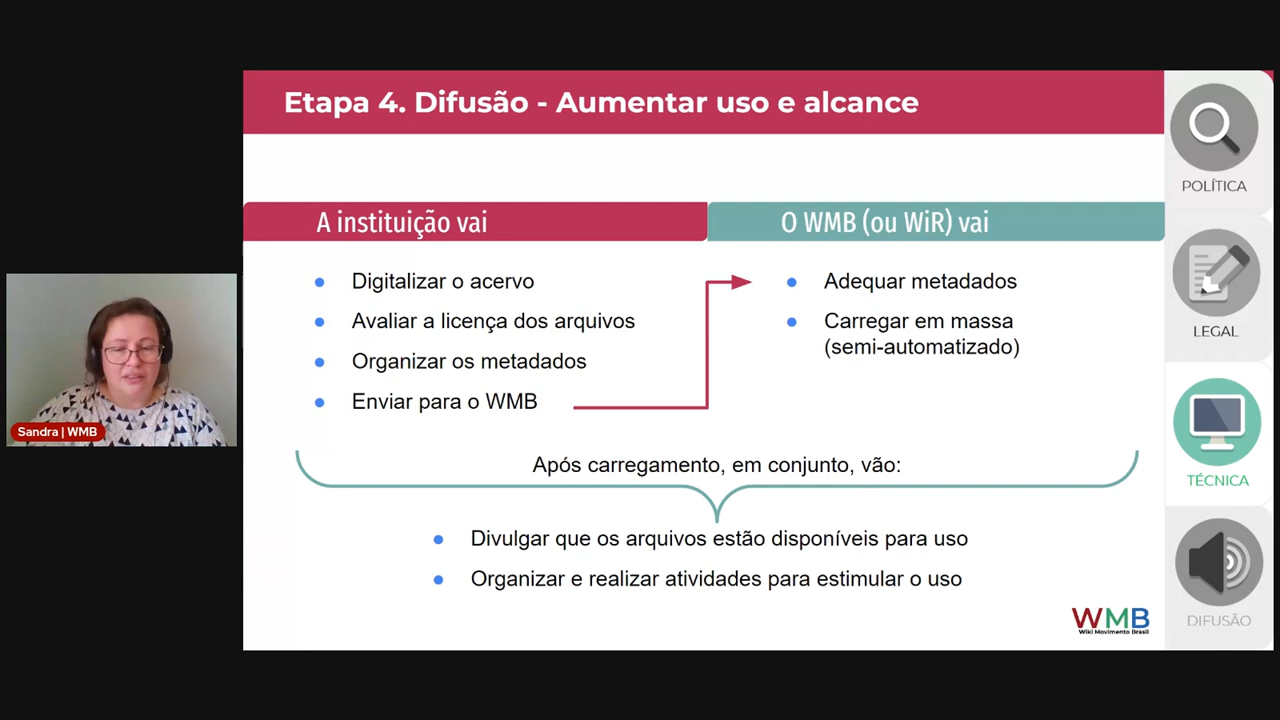 Etapa 4. Difusão - Aumentar uso e alcance
A instituição vai
O WMB (ou WiR) vai
Digitalizar o acervo
Avaliar a licença dos arquivos
Organizar os metadados
Enviar para o WMB
Adequar metadados
Carregar em massa
(semi-automatizado)
Após carregamento, em conjunto, vão:
Divulgar que os arquivos estão disponíveis para uso
Organizar e realizar atividades para estimular o uso
WMB
Wiki Movimento Brasil
POLÍTICA
LEGAL
TÉCNICA
DIFUSÃO
Sandra | WMB